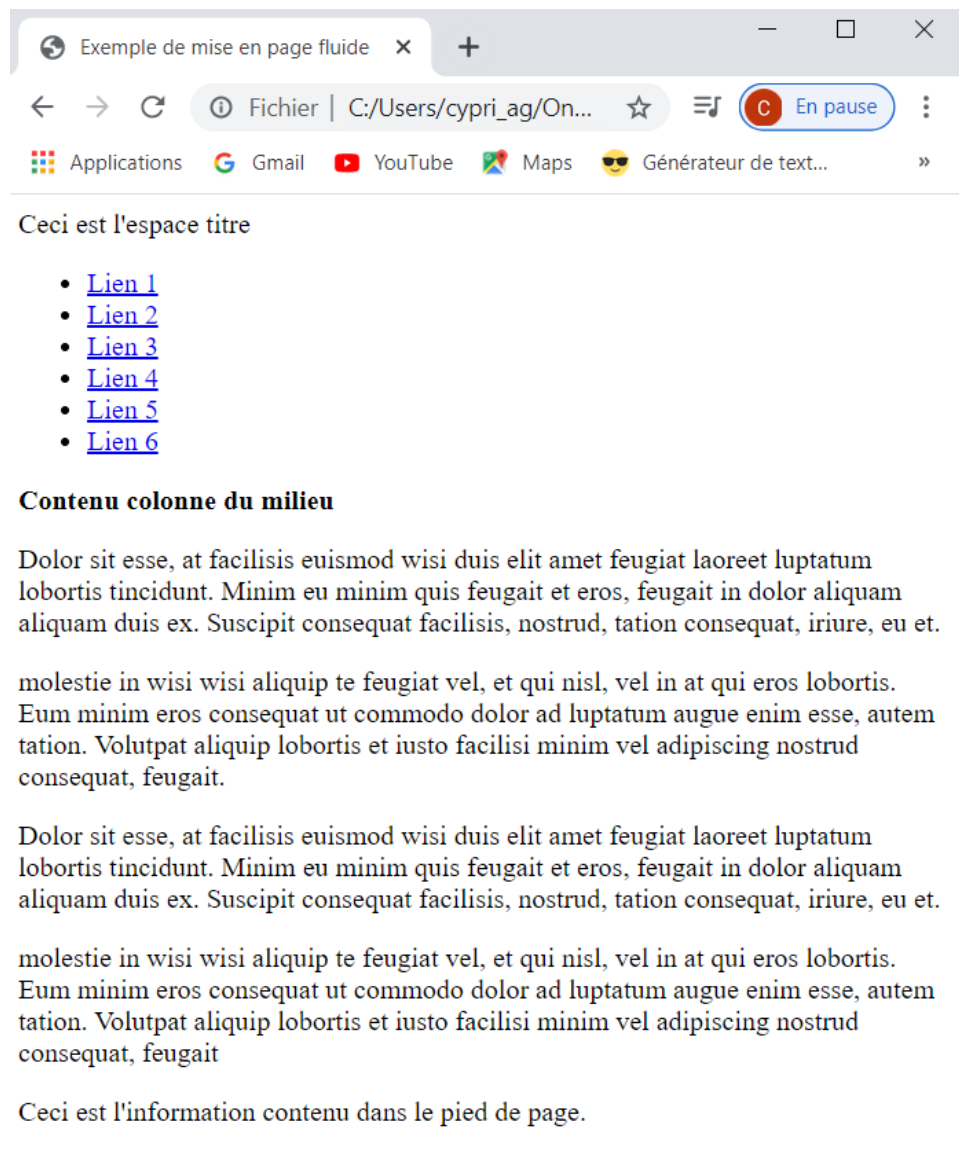 Exemple de mise en page fluide
Fichier | C:/Users/cypri_ag/On...
C En pause
Applications G Gmail YouTube Maps Générateur de text... »
Ceci est l'espace titre
• Lien 1
• Lien 2
• Lien 3
• Lien 4
• Lien 5
• Lien 6
Contenu colonne du milieu
Dolor sit esse, at facilisis euismod wisi duis elit amet feugiat laoreet luptatum
lobortis tincidunt. Minim eu minim quis feugait et eros, feugait in dolor aliquam
aliquam duis ex. Suscipit consequat facilisis, nostrud, tation consequat, iriure, eu et.
molestie in wisi wisi aliquip te feugiat vel, et qui nisl, vel in at qui eros lobortis.
Eum minim eros consequat ut commodo dolor ad luptatum augue enim esse, autem
tation. Volutpat aliquip lobortis et iusto facilisi minim vel adipiscing nostrud
consequat, feugait.
Dolor sit esse, at facilisis euismod wisi duis elit amet feugiat laoreet luptatum
lobortis tincidunt. Minim eu minim quis feugait et eros, feugait in dolor aliquam
aliquam duis ex. Suscipit consequat facilisis, nostrud, tation consequat, iriure, eu et.
molestie in wisi wisi aliquip te feugiat vel, et qui nisl, vel in at qui eros lobortis.
Eum minim eros consequat ut commodo dolor ad luptatum augue enim esse, autem
tation. Volutpat aliquip lobortis et iusto facilisi minim vel adipiscing nostrud
consequat, feugait
Ceci est l'information contenu dans le pied de page.